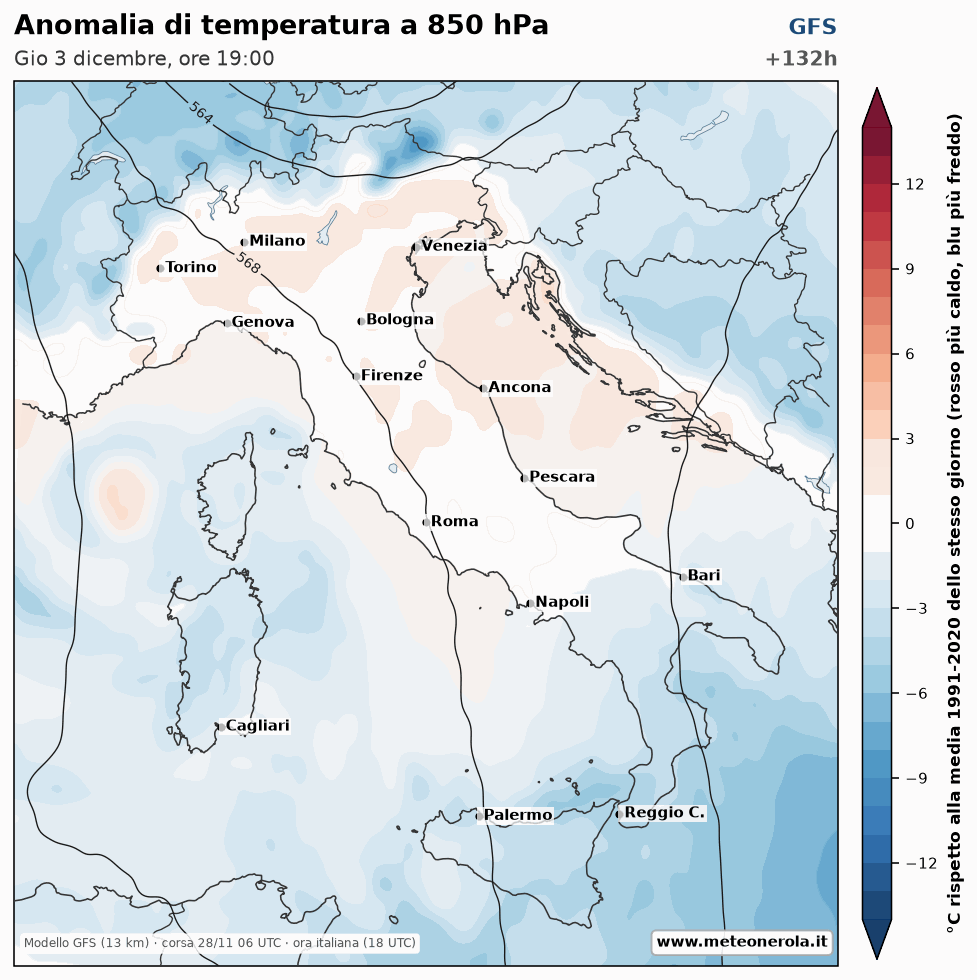 Anomalia di temperatura a 850 hPa
GFS
Gio 3 dicembre, ore 19:00
+132h
564
568
Milano
Venezia
Torino
Genova
Bologna
Firenze
Ancona
Pescara
Roma
Bari
Napoli
Cagliari
Palermo
Reggio C.
12
9
6
3
0
−3
−6
−9
−12
°C rispetto alla media 1991-2020 dello stesso giorno (rosso più caldo, blu più freddo)
Modello GFS (13 km) · corsa 28/11 06 UTC · ora italiana (18 UTC)
www.meteonerola.it